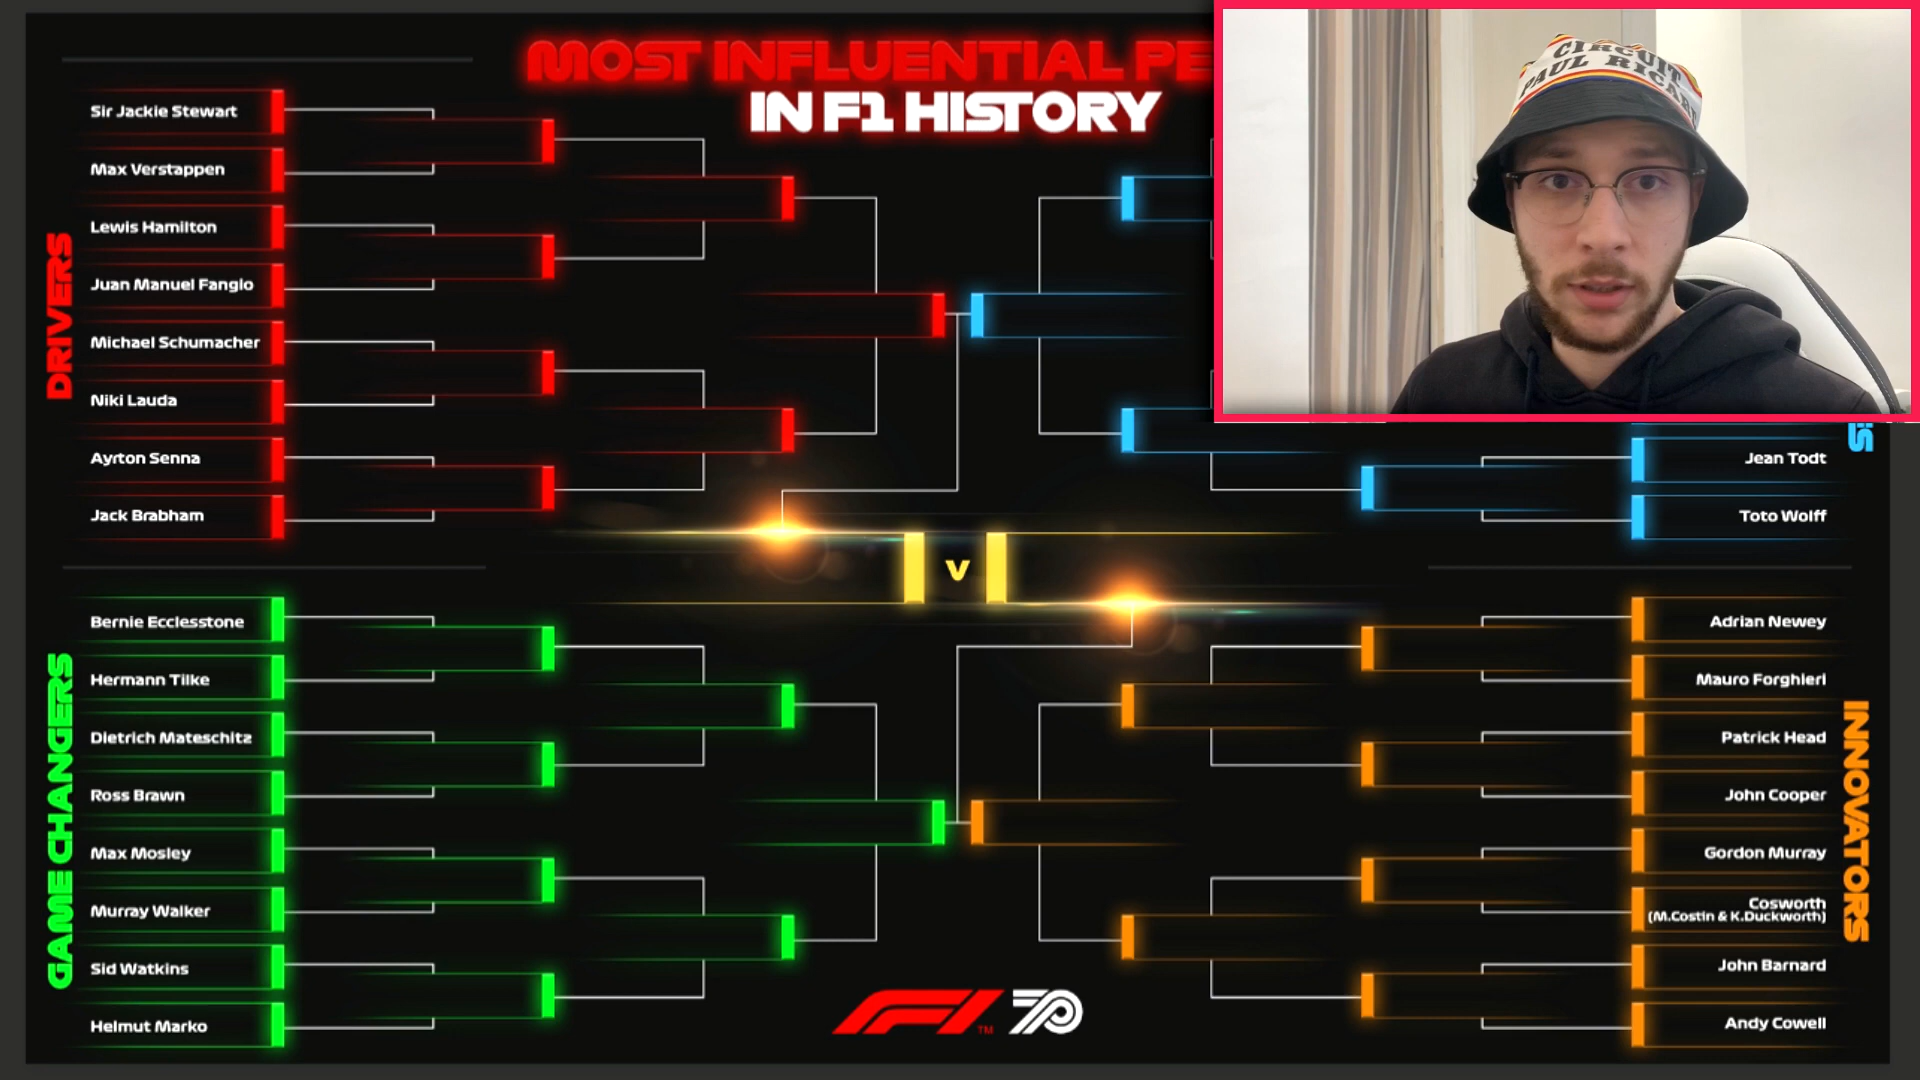 MOST INFLUENTIAL PE
IN F1 HISTORY
CIRCUIT
PAUL RICAR
DRIVERS
Sir Jackie Stewart
Max Verstappen
Lewis Hamilton
Juan Manuel Fangio
Michael Schumacher
Niki Lauda
Ayrton Senna
Jack Brabham
S
Jean Todt
Toto Wolff
V
GAME CHANGERS
Bernie Ecclesstone
Hermann Tilke
Dietrich Mateschitz
Ross Brawn
Max Mosley
Murray Walker
Sid Watkins
Helmut Marko
INNOVATORS
Adrian Newey
Mauro Forghieri
Patrick Head
John Cooper
Gordon Murray
Cosworth
(M.Costin & K.Duckworth)
John Barnard
Andy Cowell
F1 TM 70